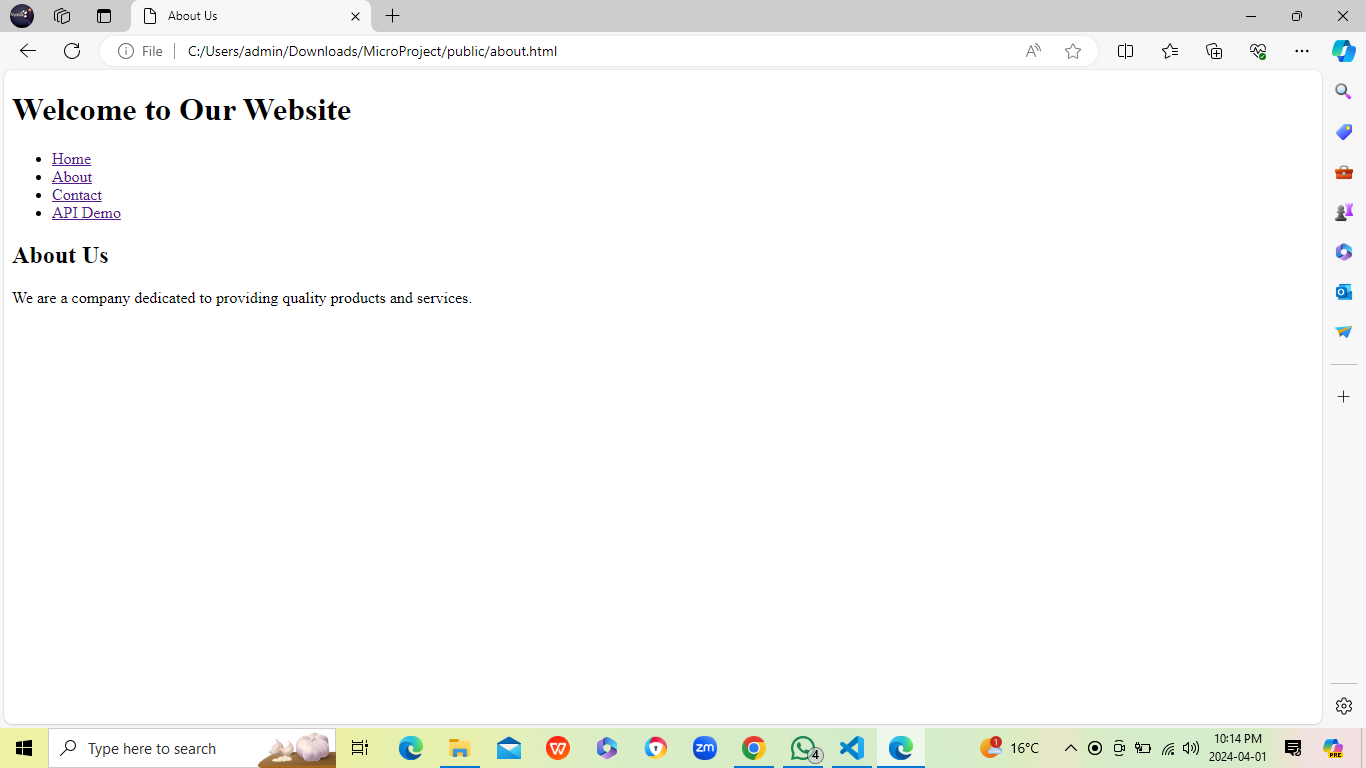 About Us
File
C:/Users/admin/Downloads/MicroProject/public/about.html
Welcome to Our Website
Home
About
Contact
API Demo
About Us
We are a company dedicated to providing quality products and services.
Type here to search
W
zm
4
1
16°C
10:14 PM
2024-04-01
PRE